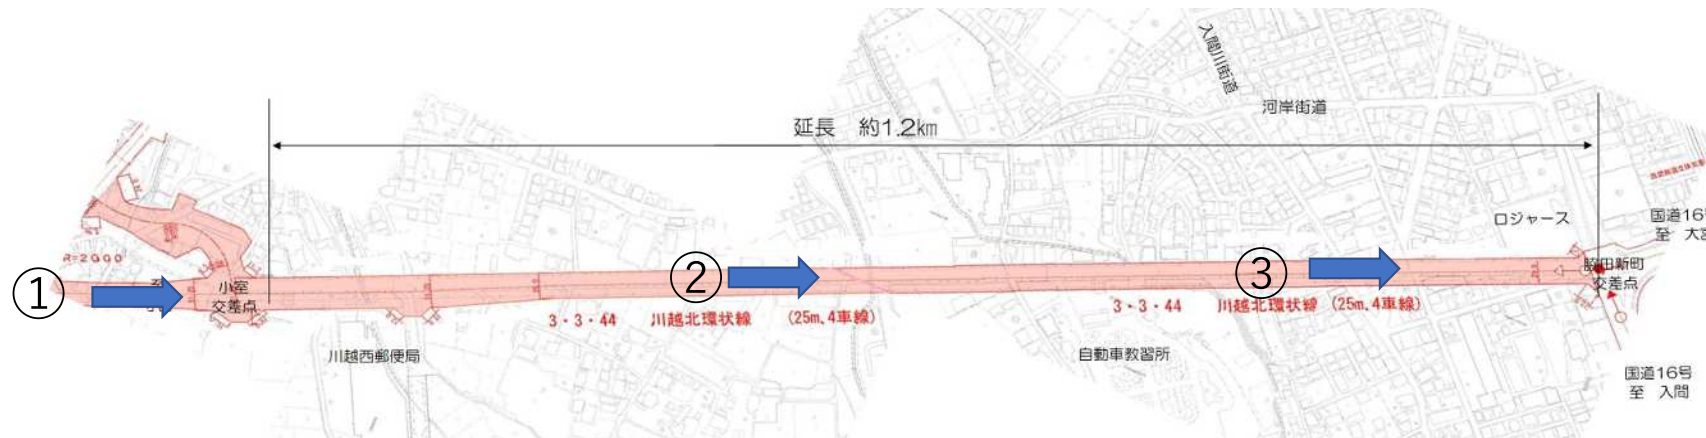 入間川街道
河岸街道
延長 約1.2km
ロジャース
国道16号
至 大宮
R=2000
①
小室
交差点
②
③
脇田新町
交差点
3・3・44 川越北環状線 (25m、4車線)
3・3・44 川越北環状線 (25m、4車線)
川越西郵便局
自動車教習所
国道16号
至 入間